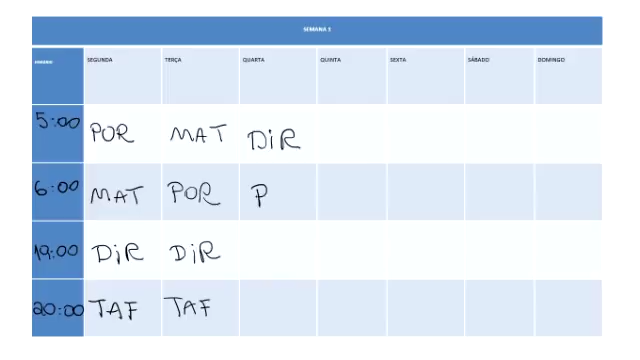 SEMANA 1
HORÁRIO SEGUNDA TERÇA QUARTA QUINTA SEXTA SÁBADO DOMINGO
5:00 POR MAT DiR
6:00 MAT POR P
19:00 DiR DiR
20:00 TAF TAF